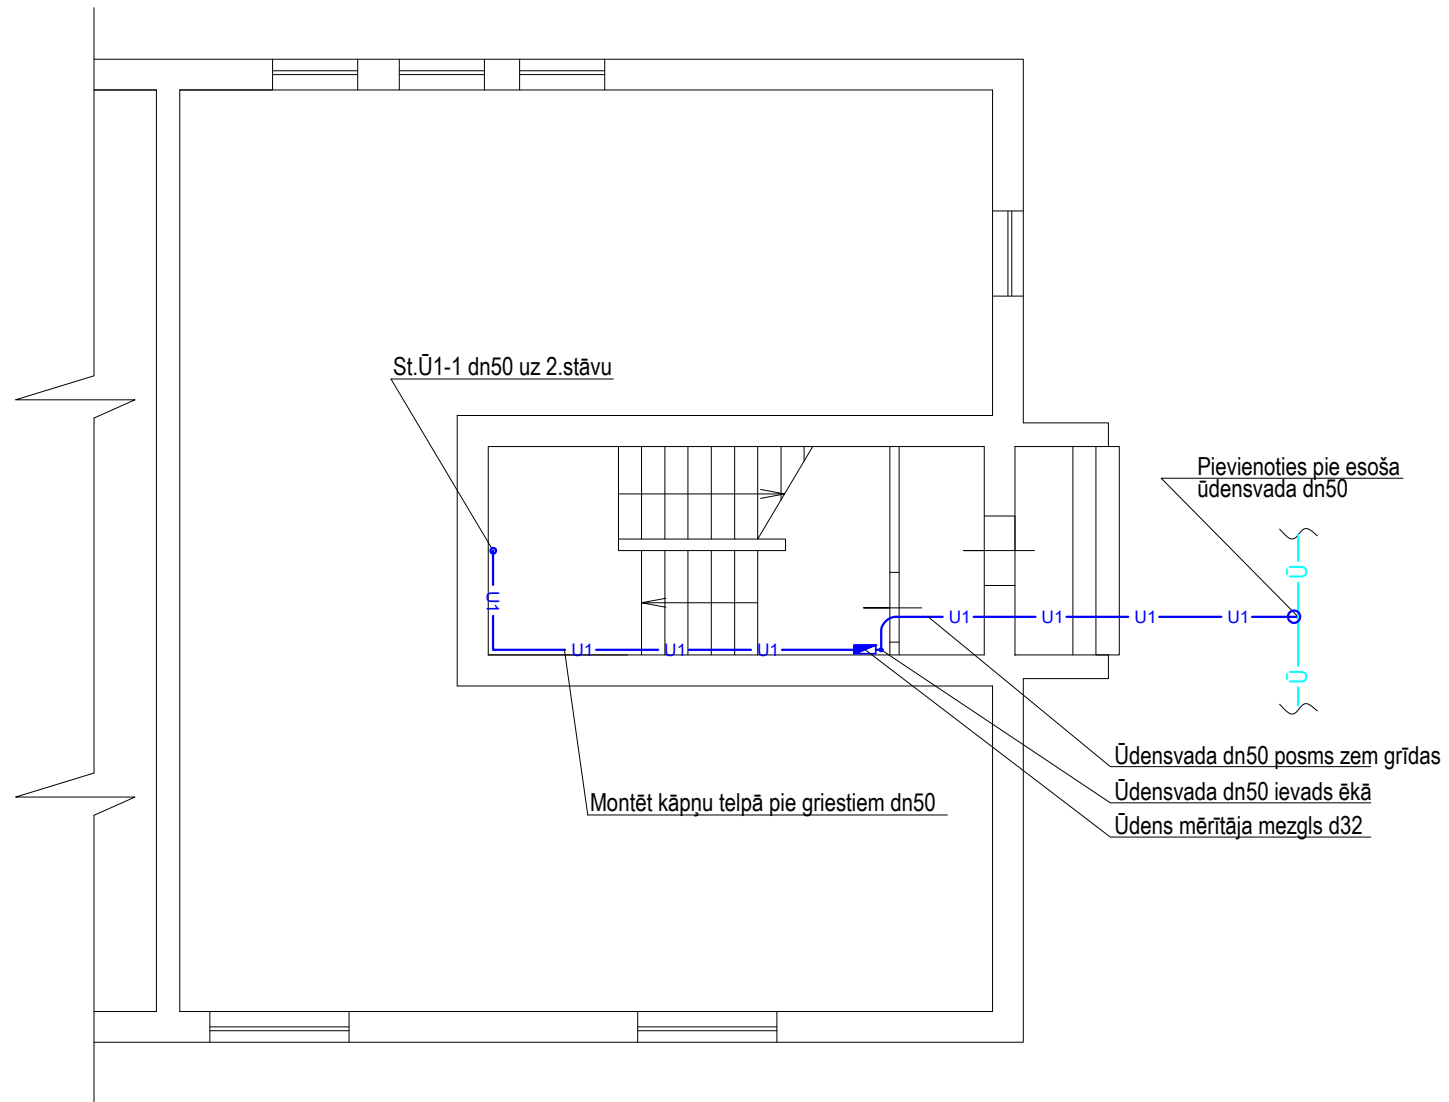 St.Ū1-1 dn50 uz 2.stāvu
Pievienoties pie esoša
ūdensvada dn50
Ū
U1
U1
U1
U1
U1
U1
U1
U1
Ū
Ūdensvada dn50 posms zem grīdas
Ūdensvada dn50 ievads ēkā
Montēt kāpņu telpā pie griestiem dn50
Ūdens mērītāja mezgls d32